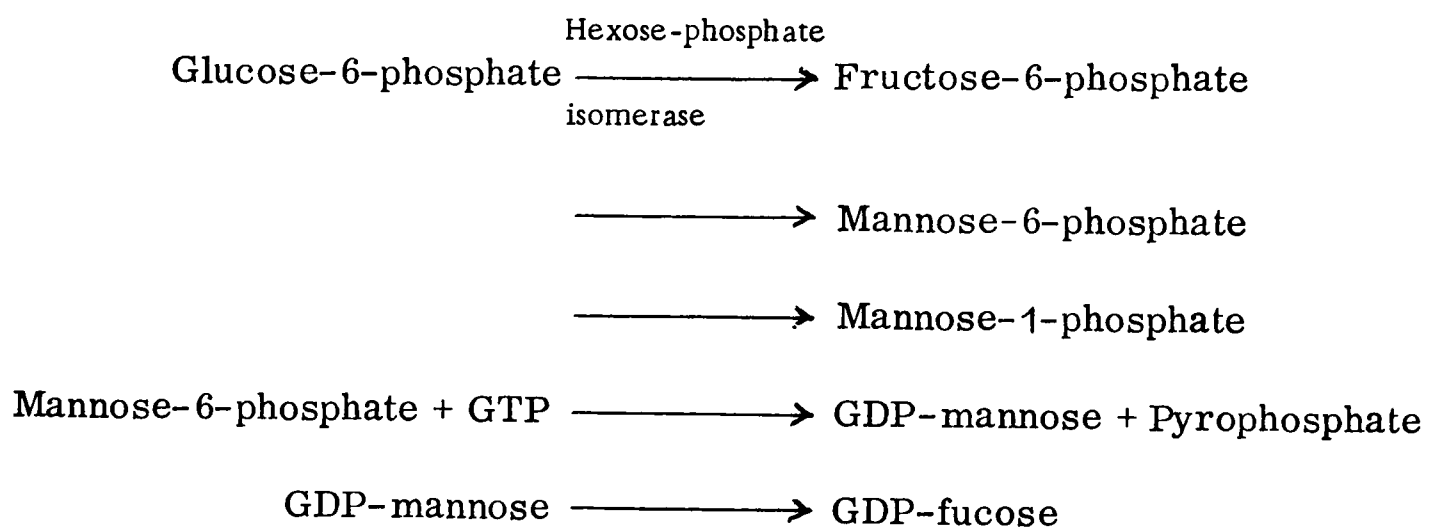 Hexose-phosphate
Glucose-6-phosphate ⟶ Fructose-6-phosphate
isomerase
⟶ Mannose-6-phosphate
⟶ Mannose-1-phosphate
Mannose-6-phosphate + GTP ⟶ GDP-mannose + Pyrophosphate
GDP-mannose ⟶ GDP-fucose